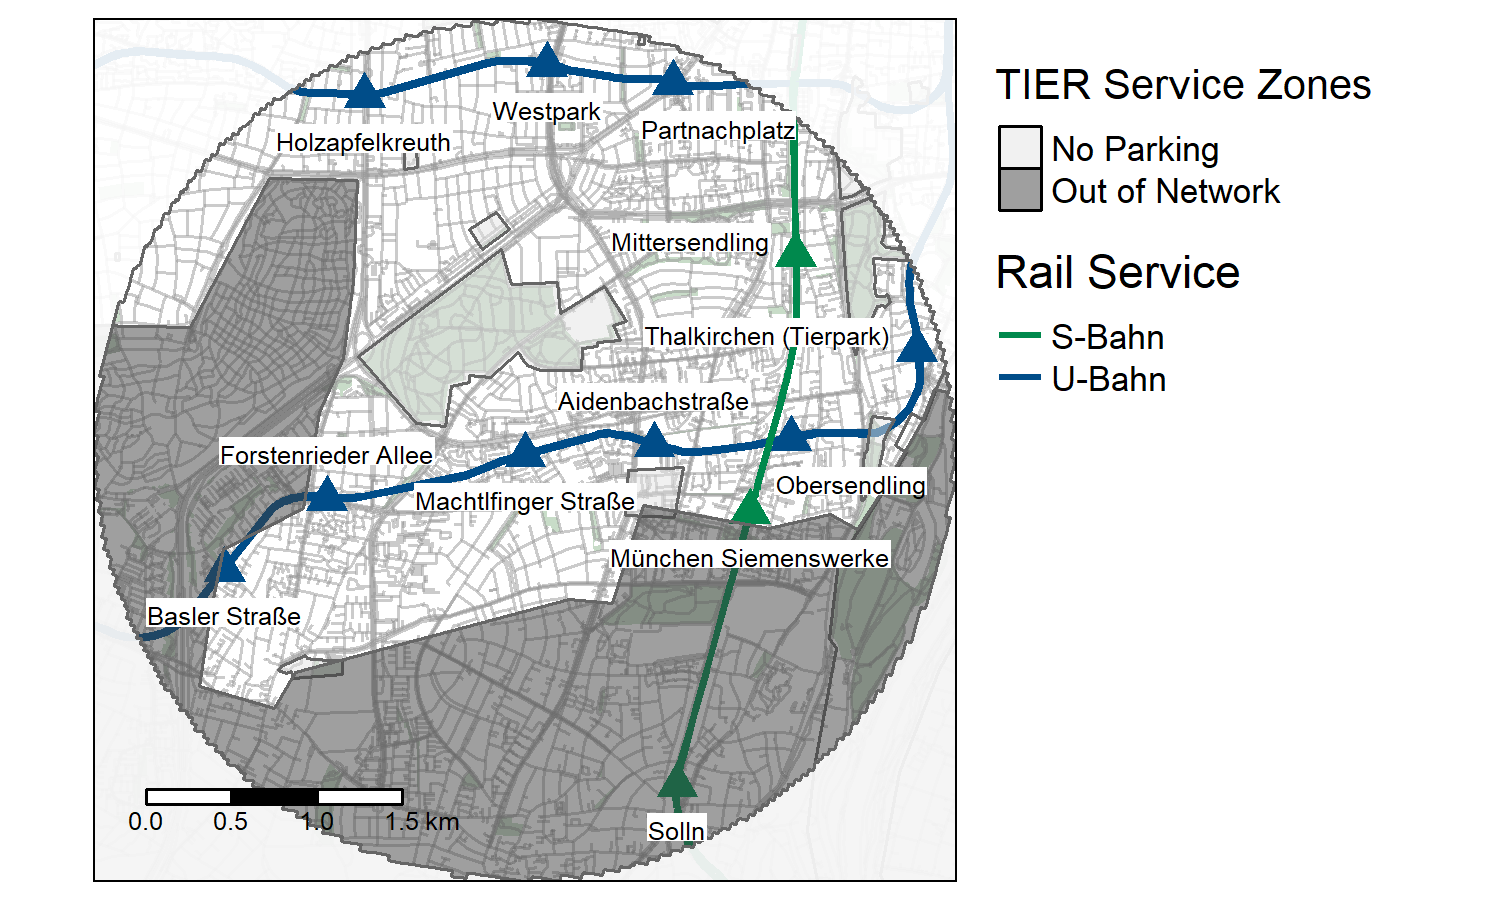 TIER Service Zones
No Parking
Out of Network
Rail Service
S-Bahn
U-Bahn
Westpark
Partnachplatz
Holzapfelkreuth
Mittersendling
Thalkirchen (Tierpark)
Aidenbachstraße
Forstenrieder Allee
Obersendling
Machtlfinger Straße
München Siemenswerke
Basler Straße
Solln
0.0 0.5 1.0 1.5 km